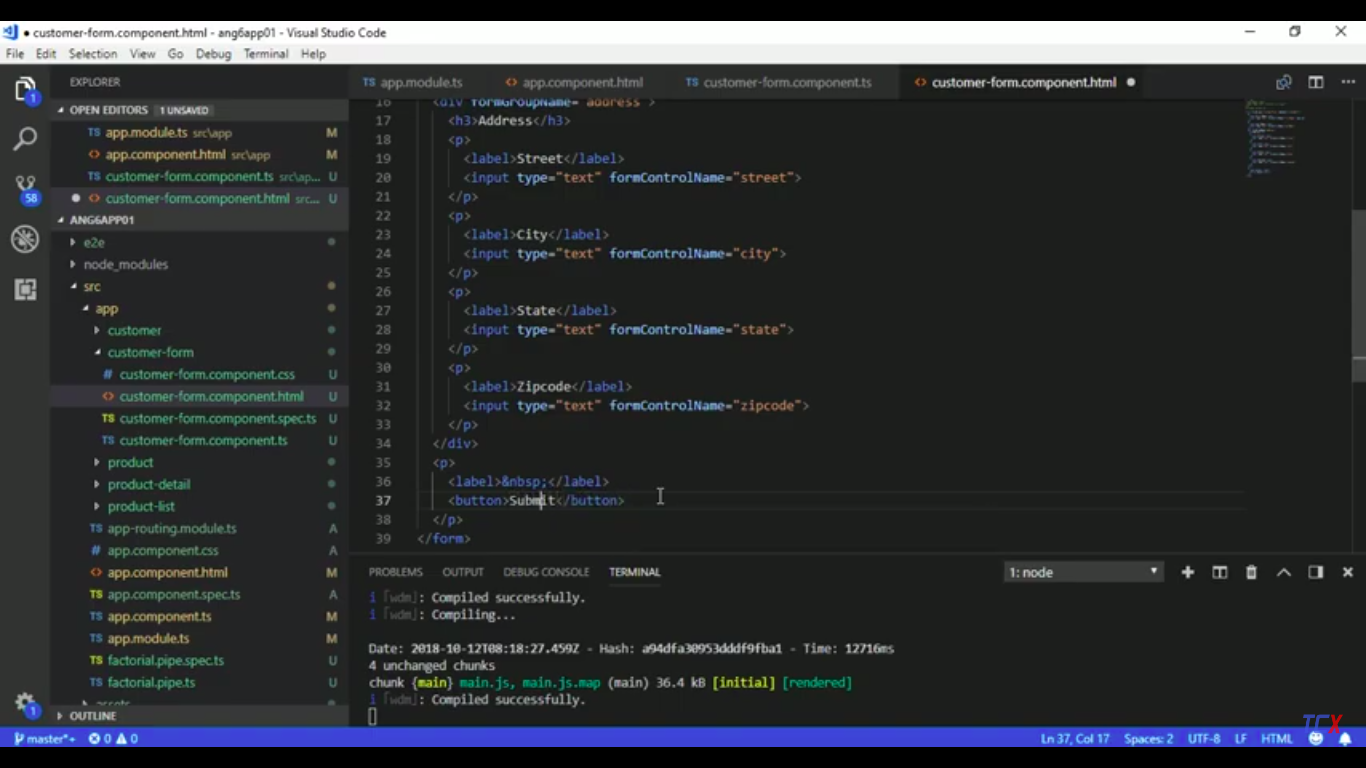 ● customer-form.component.html - ang6app01 - Visual Studio Code
File Edit Selection View Go Debug Terminal Help
EXPLORER
OPEN EDITORS 1 UNSAVED
TS app.module.ts src\app M
<> app.component.html src\app M
TS customer-form.component.ts src\ap... U
● <> customer-form.component.html src... U
ANG6APP01
e2e
node_modules
src
app
customer
customer-form
# customer-form.component.css U
<> customer-form.component.html U
TS customer-form.component.spec.ts U
TS customer-form.component.ts U
product
product-detail
product-list
TS app-routing.module.ts A
# app.component.css A
<> app.component.html M
TS app.component.spec.ts A
TS app.component.ts M
TS app.module.ts M
TS factorial.pipe.spec.ts U
TS factorial.pipe.ts U
assets
OUTLINE
1
58
1
TS app.module.ts <> app.component.html TS customer-form.component.ts <> customer-form.component.html ●
16 <div formGroupName="address">
17 <h3>Address</h3>
18 <p>
19 <label>Street</label>
20 <input type="text" formControlName="street">
21 </p>
22 <p>
23 <label>City</label>
24 <input type="text" formControlName="city">
25 </p>
26 <p>
27 <label>State</label>
28 <input type="text" formControlName="state">
29 </p>
30 <p>
31 <label>Zipcode</label>
32 <input type="text" formControlName="zipcode">
33 </p>
34 </div>
35 <p>
36 <label>&nbsp;</label>
37 <button>Submit</button>
38 </p>
39 </form>
PROBLEMS OUTPUT DEBUG CONSOLE TERMINAL 1: node
i 「wdm」: Compiled successfully.
i 「wdm」: Compiling...
Date: 2018-10-12T08:18:27.459Z - Hash: a94dfa30953dddf9fba1 - Time: 12716ms
4 unchanged chunks
chunk {main} main.js, main.js.map (main) 36.4 kB [initial] [rendered]
i 「wdm」: Compiled successfully.
TCX
master*+ 0 0 Ln 37, Col 17 Spaces: 2 UTF-8 LF HTML